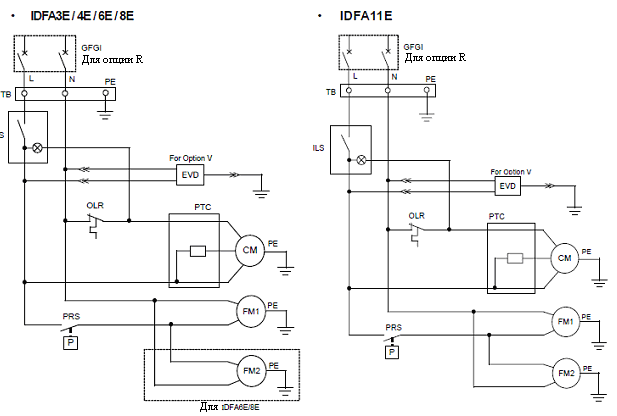 • IDFA3E / 4E / 6E / 8E
GFGI
Для опции R
L
N
PE
TB
S
For Option V
EVD
OLR
PTC
CM
PE
FM1
PE
PRS
P
FM2
PE
Для IDFA6E/8E
• IDFA11E
GFGI
Для опции R
L
N
PE
TB
ILS
For Option V
EVD
OLR
PTC
CM
PE
FM1
PE
PRS
P
FM2
PE